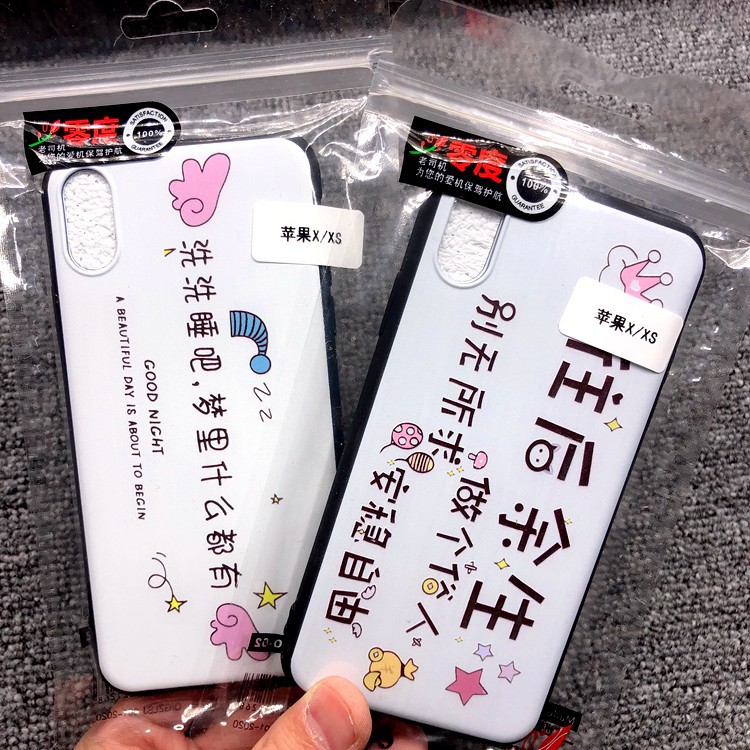 零度
SATISFACTION
100%
GUARANTEE
老司机
为您的爱机保驾护航
苹果X/XS
洗洗睡吧,梦里什么都有
GOOD NIGHT
A BEAUTIFUL DAY IS ABOUT TO BEGIN
零度
SATISFACTION
100%
GUARANTEE
老司机
为您的爱机保驾护航
苹果X/XS
往后余生
别无所求
做个俗人
安稳自由